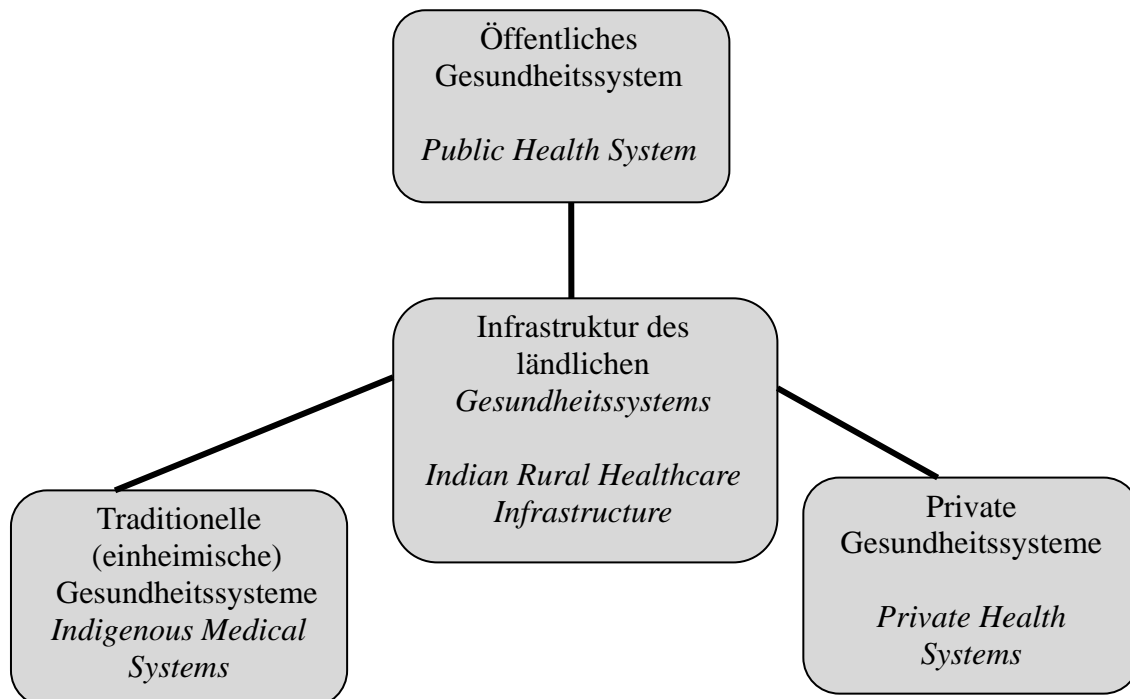 Öffentliches
Gesundheitssystem
Public Health System
Infrastruktur des
ländlichen
Gesundheitssystems
Indian Rural Healthcare
Infrastructure
Traditionelle
(einheimische)
Gesundheitssysteme
Indigenous Medical
Systems
Private
Gesundheitssysteme
Private Health
Systems